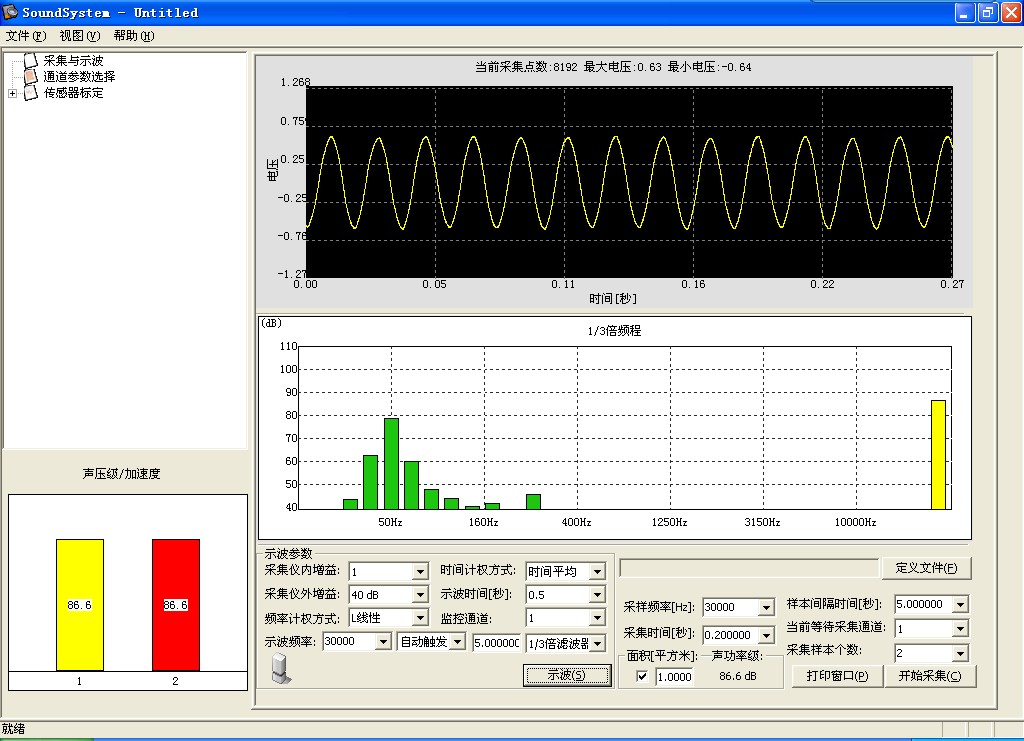 SoundSystem - Untitled
文件(F) 视图(V) 帮助(H)
采集与示波
通道参数选择
传感器标定
当前采集点数:8192 最大电压:0.63 最小电压:-0.64
1.268
0.759
0.25
-0.25
-0.76
-1.27
电压
0.00 0.05 0.11 0.16 0.22 0.27
时间[秒]
(dB)
1/3倍频程
110
100
90
80
70
60
50
40
50Hz 160Hz 400Hz 1250Hz 3150Hz 10000Hz
声压级/加速度
86.6 86.6
1 2
示波参数
采集仪内增益: 1 时间计权方式: 时间平均
采集仪外增益: 40 dB 示波时间[秒]: 0.5
频率计权方式: L线性 监控通道: 1
示波频率: 30000 自动触发 5.00000 1/3倍滤波器
示波(S)
定义文件(F)
采样频率[Hz]: 30000 样本间隔时间[秒]: 5.000000
采集时间[秒]: 0.200000 当前等待采集通道: 1
采集样本个数: 2
面积[平方米]: 声功率级:
1.0000 86.6 dB
打印窗口(P) 开始采集(C)
就绪